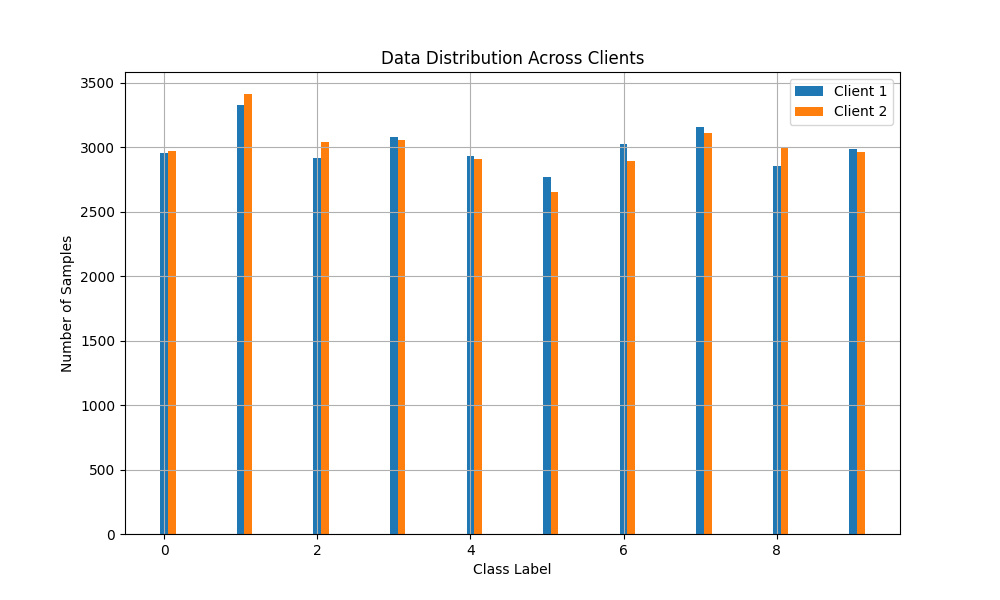 Data Distribution Across Clients
3500
3000
2500
2000
1500
1000
500
0
Number of Samples
Client 1
Client 2
0 2 4 6 8
Class Label